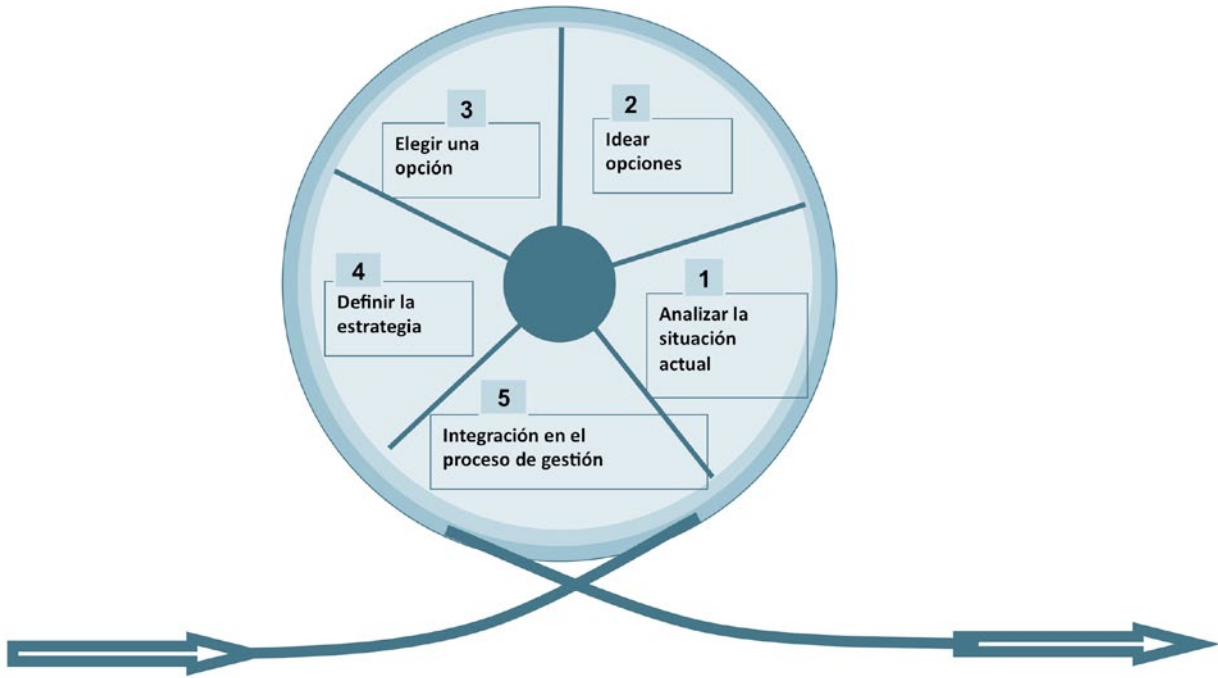 3
Elegir una
opción
2
Idear
opciones
4
Definir la
estrategia
1
Analizar la
situación
actual
5
Integración en el
proceso de gestión